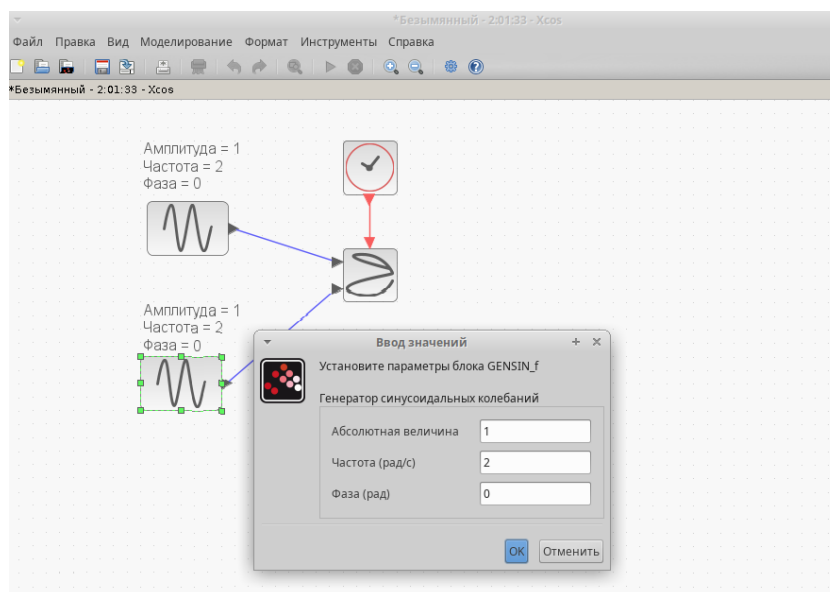 *Безымянный - 2:01:33 - Xcos
Файл Правка Вид Моделирование Формат Инструменты Справка
*Безымянный - 2:01:33 - Xcos
Амплитуда = 1
Частота = 2
Фаза = 0
Амплитуда = 1
Частота = 2
Фаза = 0
Ввод значений
Установите параметры блока GENSIN_f
Генератор синусоидальных колебаний
Абсолютная величина 1
Частота (рад/с) 2
Фаза (рад) 0
OK Отменить